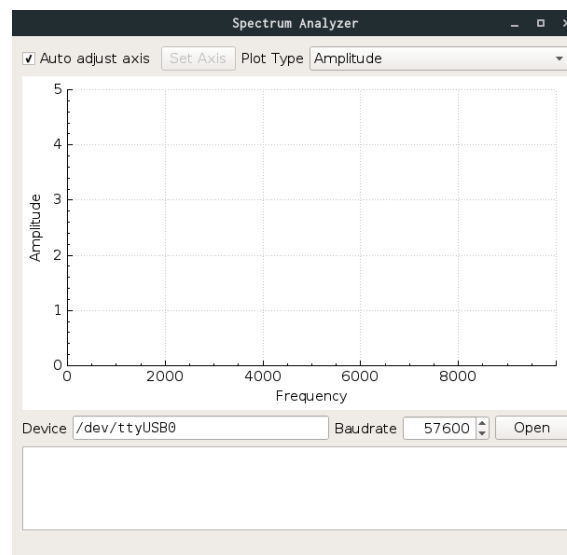 Spectrum Analyzer
Auto adjust axis Set Axis Plot Type Amplitude
5
4
3
2
1
0
Amplitude
0 2000 4000 6000 8000
Frequency
Device /dev/ttyUSB0 Baudrate 57600 Open